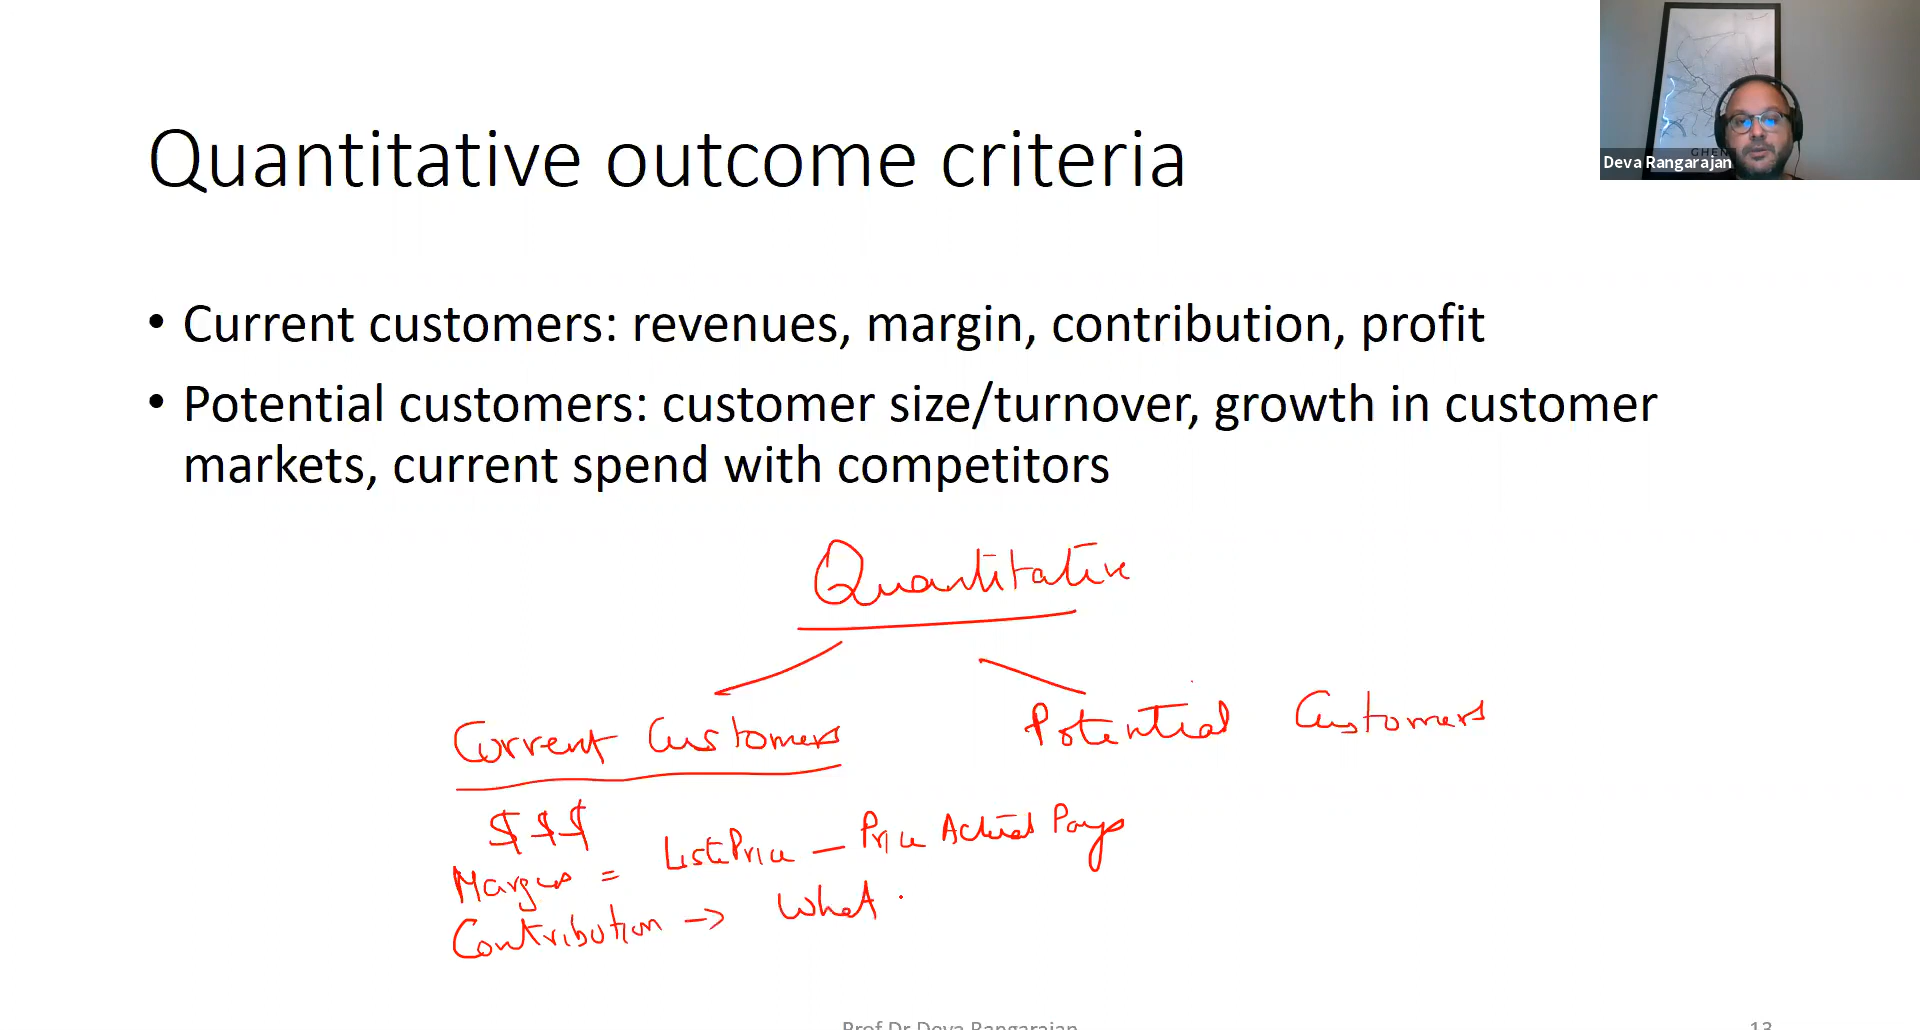 Quantitative outcome criteria
GHEN
Deva Rangarajan
• Current customers: revenues, margin, contribution, profit
• Potential customers: customer size/turnover, growth in customer
markets, current spend with competitors
Quantitative
Current Customers
Potential Customers
$$$
Margins = List Price — Price Actual Pays
Contribution -> What
Prof Dr Deva Rangarajan
13